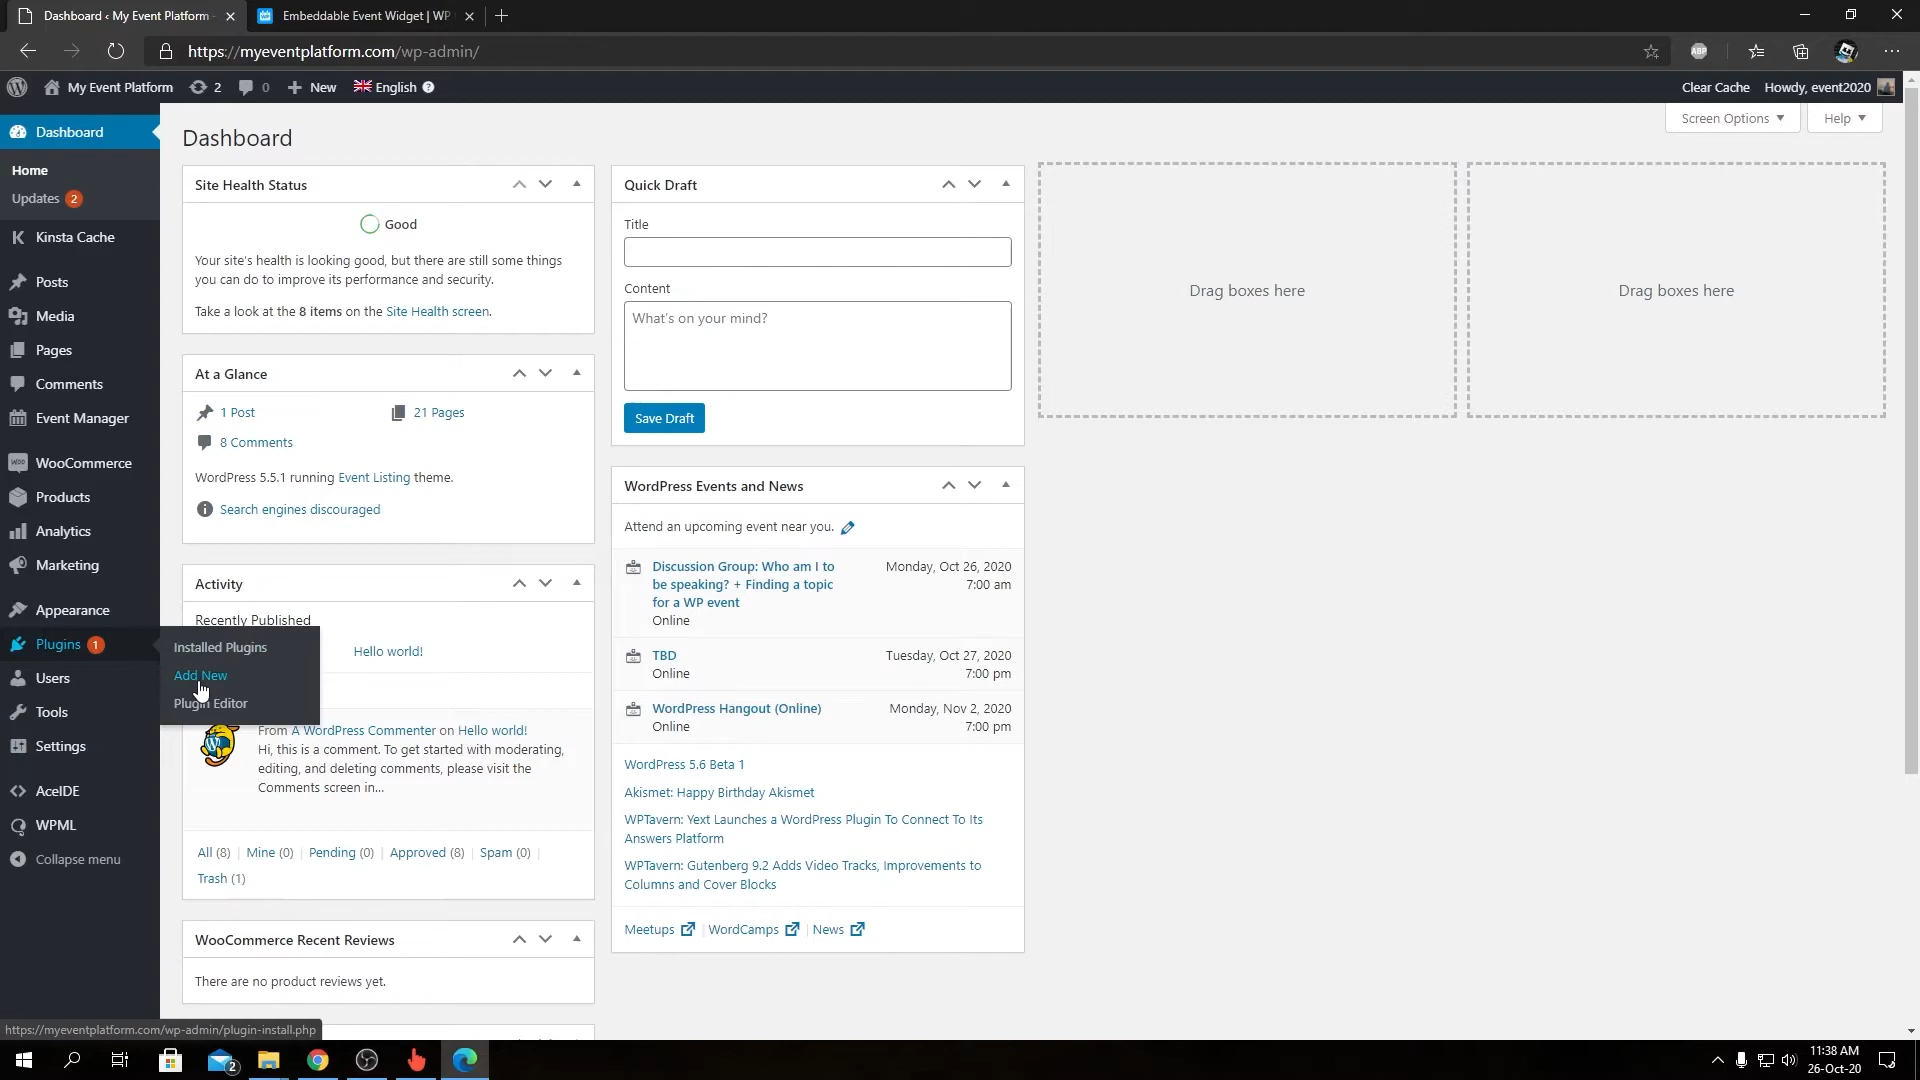 Dashboard ‹ My Event Platform
Embeddable Event Widget | WP
https://myeventplatform.com/wp-admin/
ABP
My Event Platform
2
0
New
English
Clear Cache
Howdy, event2020
Dashboard
Home
Updates 2
Kinsta Cache
Posts
Media
Pages
Comments
Event Manager
WooCommerce
Products
Analytics
Marketing
Appearance
Plugins 1
Users
Tools
Settings
AceIDE
WPML
Collapse menu
Installed Plugins
Add New
Plugin Editor
Screen Options
Help
Dashboard
Site Health Status
Good
Your site's health is looking good, but there are still some things
you can do to improve its performance and security.
Take a look at the 8 items on the Site Health screen.
At a Glance
1 Post
21 Pages
8 Comments
WordPress 5.5.1 running Event Listing theme.
Search engines discouraged
Activity
Recently Published
Hello world!
From A WordPress Commenter on Hello world!
Hi, this is a comment. To get started with moderating,
editing, and deleting comments, please visit the
Comments screen in...
All (8) | Mine (0) | Pending (0) | Approved (8) | Spam (0) |
Trash (1)
WooCommerce Recent Reviews
There are no product reviews yet.
Quick Draft
Title
Content
What's on your mind?
Save Draft
WordPress Events and News
Attend an upcoming event near you.
Discussion Group: Who am I to
be speaking? + Finding a topic
for a WP event
Online
Monday, Oct 26, 2020
7:00 am
TBD
Online
Tuesday, Oct 27, 2020
7:00 pm
WordPress Hangout (Online)
Online
Monday, Nov 2, 2020
7:00 pm
WordPress 5.6 Beta 1
Akismet: Happy Birthday Akismet
WPTavern: Yext Launches a WordPress Plugin To Connect To Its
Answers Platform
WPTavern: Gutenberg 9.2 Adds Video Tracks, Improvements to
Columns and Cover Blocks
Meetups | WordCamps | News
Drag boxes here
Drag boxes here
https://myeventplatform.com/wp-admin/plugin-install.php
2
11:38 AM
26-Oct-20